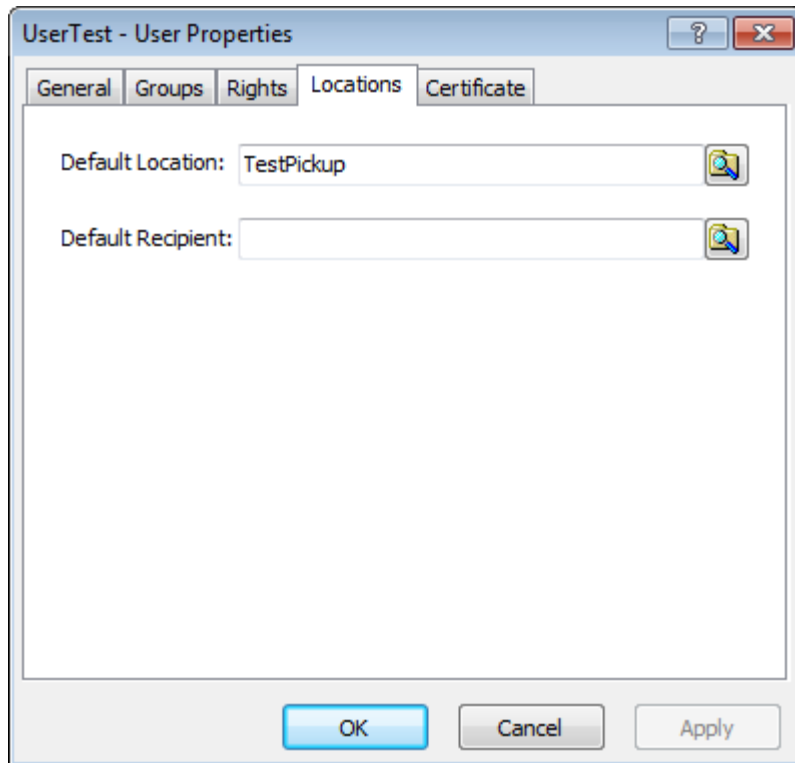 UserTest - User Properties
General Groups Rights Locations Certificate
Default Location: TestPickup
Default Recipient:
OK Cancel Apply